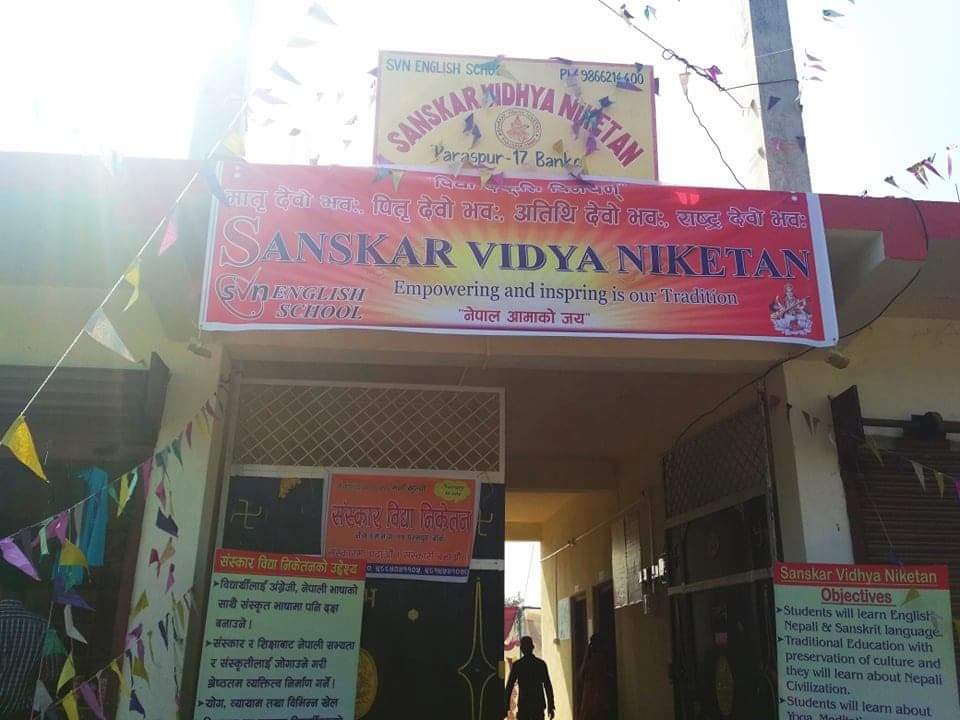 SVN ENGLISH SCHOOL
SANSKAR VIDHYA NIKETAN
Paraspur-17 Banke
मातृ देवो भवः, पितृ देवो भवः, अतिथि देवो भवः, राष्ट्र देवो भवः
SANSKAR VIDYA NIKETAN
svn ENGLISH SCHOOL
Empowering and inspring is our Tradition
"नेपाल आमाको जय"
संस्कार विद्या निकेतन
संस्कार विद्या निकेतनको उद्देश्य
विद्यार्थीलाई अंग्रेजी, नेपाली भाषाको
साथै संस्कृत भाषामा पनि दक्ष
बनाउने ।
संस्कार र शिक्षाबाट नेपाली सभ्यता
र संस्कृतीलाई जोगाउने गरी
श्रेष्ठतम व्यक्तित्व निर्माण गर्ने ।
योग, व्यायाम तथा विभिन्न खेल
Sanskar Vidhya Niketan
Objectives
Students will learn English
Nepali & Sanskrit language.
Traditional Education with
preservation of culture and
they will learn about Nepali
Civilization.
Students will learn about